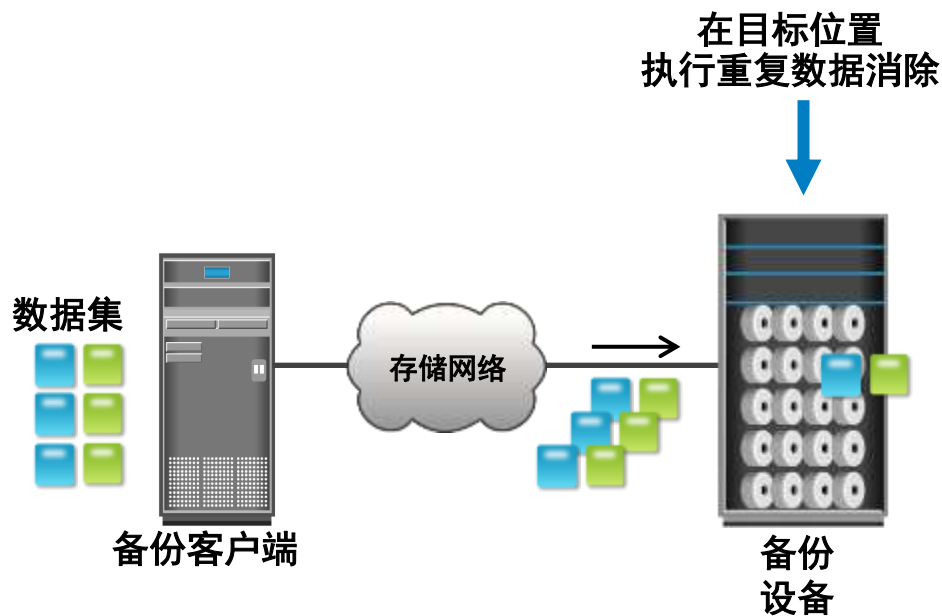 在目标位置
执行重复数据消除
数据集
存储网络
备份客户端
备份
设备